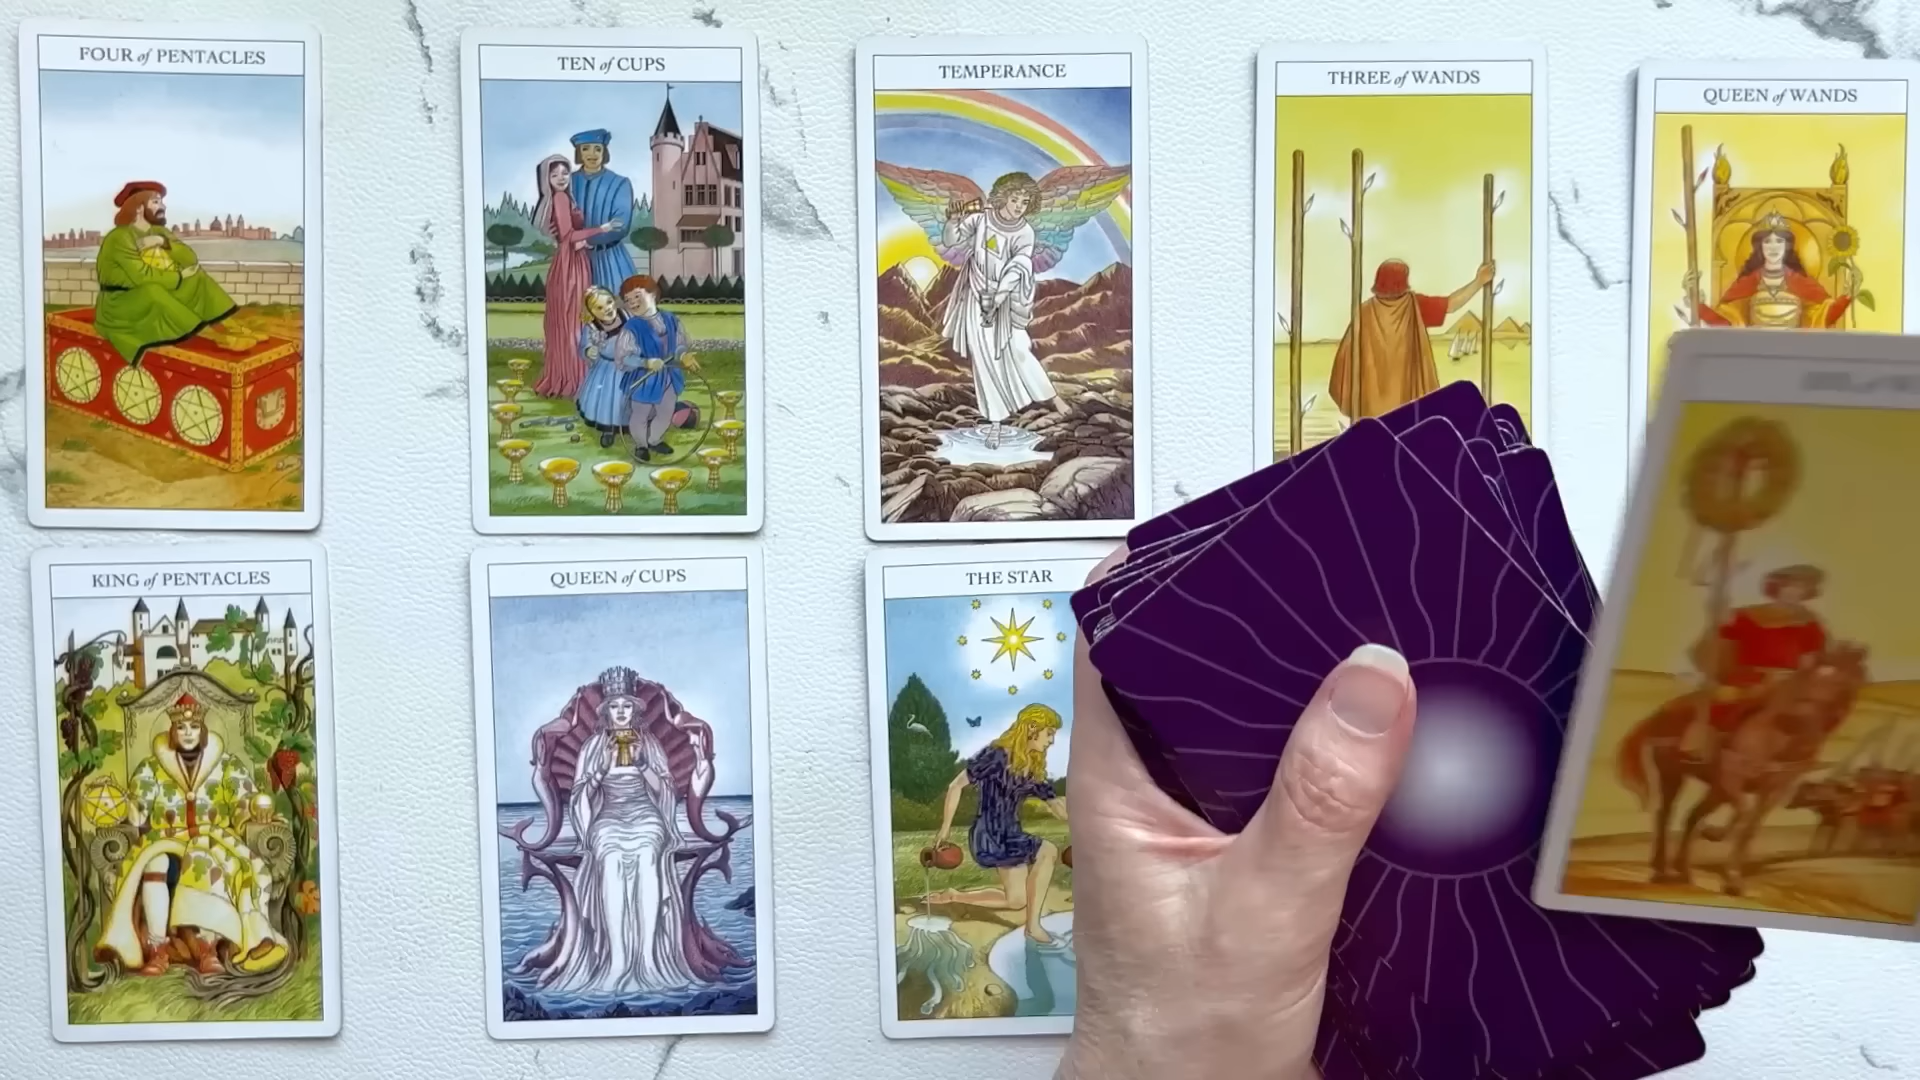 FOUR of PENTACLES
TEN of CUPS
TEMPERANCE
THREE of WANDS
QUEEN of WANDS
KING of PENTACLES
QUEEN of CUPS
THE STAR